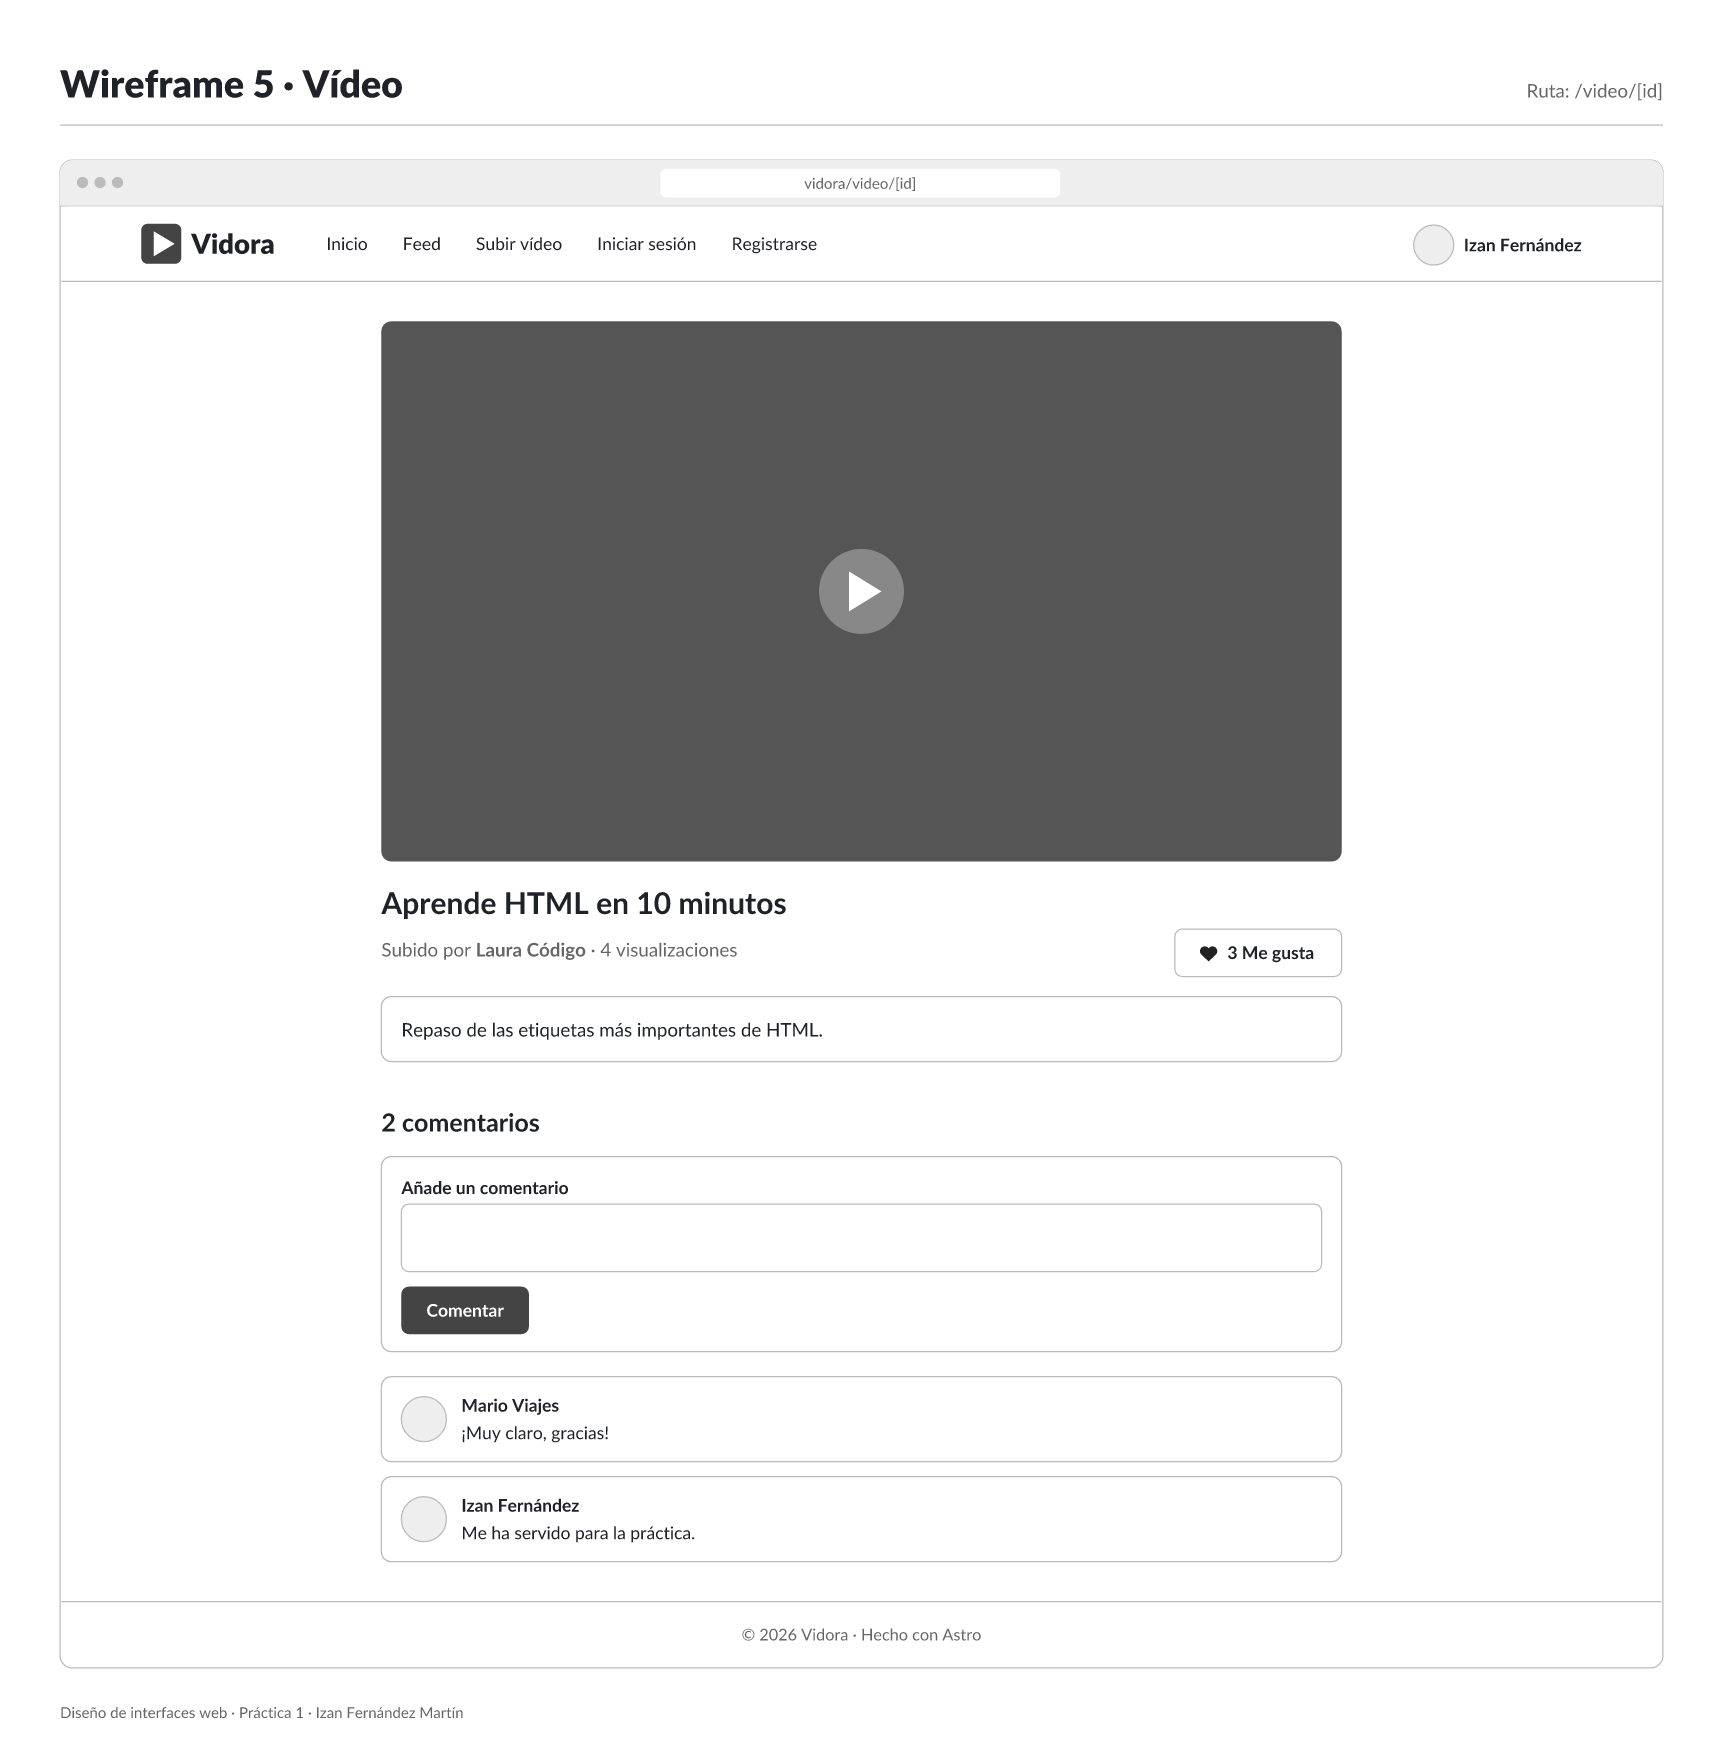 Wireframe 5 · Vídeo
Ruta: /video/[id]
vidora/video/[id]
Vidora
Inicio
Feed
Subir vídeo
Iniciar sesión
Registrarse
Izan Fernández
Aprende HTML en 10 minutos
Subido por Laura Código · 4 visualizaciones
3 Me gusta
Repaso de las etiquetas más importantes de HTML.
2 comentarios
Añade un comentario
Comentar
Mario Viajes
¡Muy claro, gracias!
Izan Fernández
Me ha servido para la práctica.
© 2026 Vidora · Hecho con Astro
Diseño de interfaces web · Práctica 1 · Izan Fernández Martín